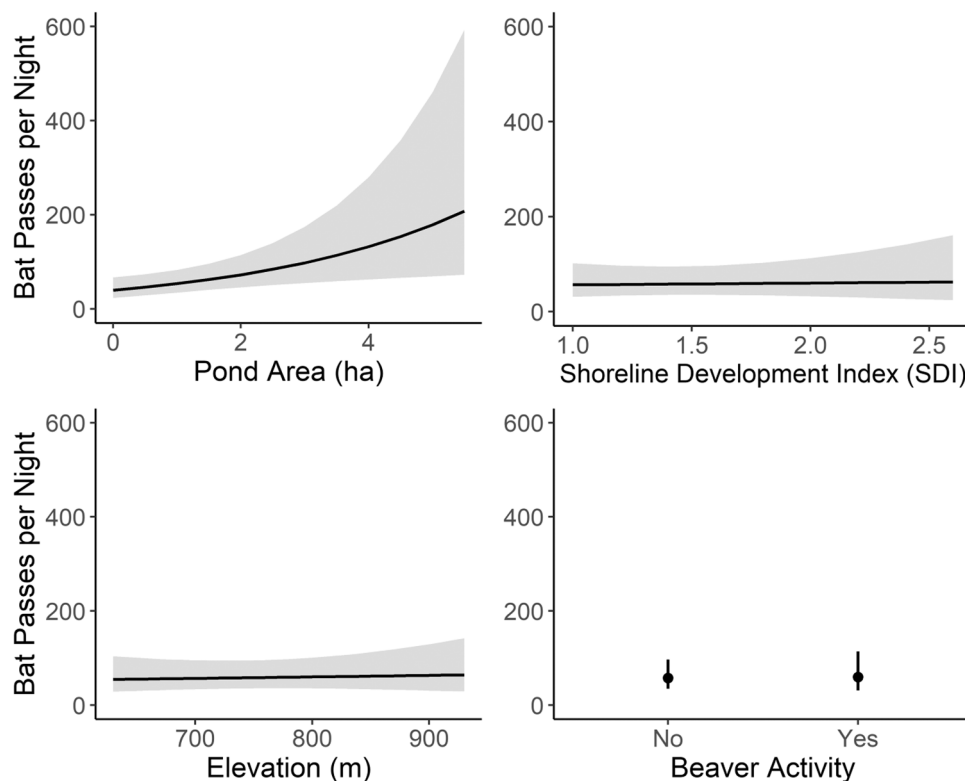 Bat Passes per Night
600
400
200
0
0 2 4
Pond Area (ha)
600
400
200
0
1.0 1.5 2.0 2.5
Shoreline Development Index (SDI)
Bat Passes per Night
600
400
200
0
700 800 900
Elevation (m)
600
400
200
0
No Yes
Beaver Activity